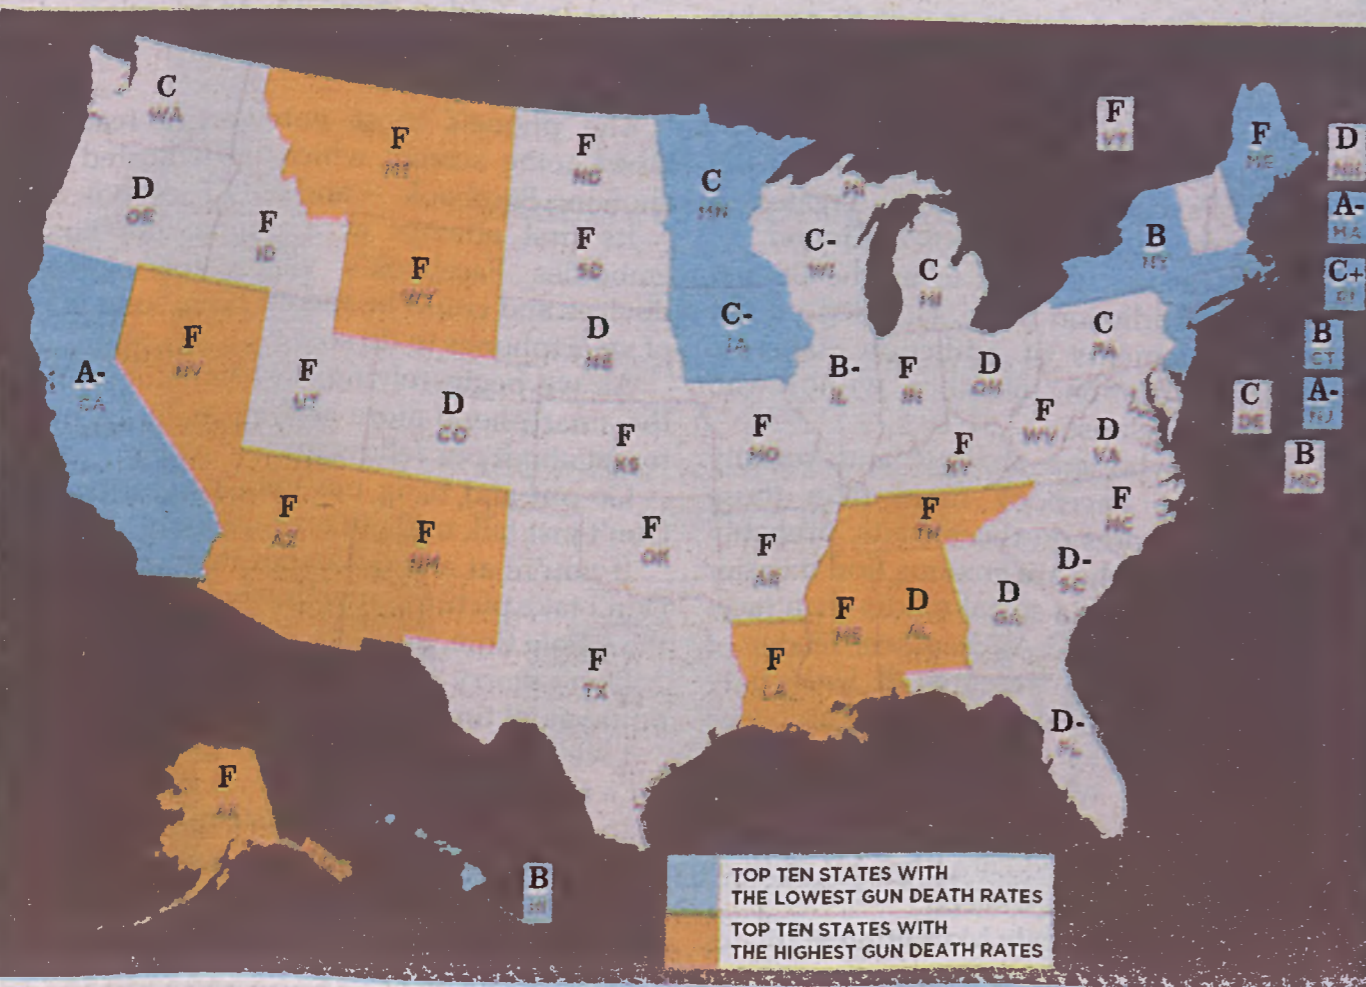 C
WA
F
MT
F
ND
C
MN
MI
F
VT
F
ME
D
NH
D
OR
F
ID
F
WY
F
SD
C-
WI
C
MI
B
NY
A-
MA
C+
RI
A-
CA
F
NV
F
UT
D
CO
D
NE
C-
IA
B-
IL
F
IN
D
OH
C
PA
B
CT
A-
NJ
C
DE
B
MD
F
KS
F
MO
F
KY
F
WV
D
VA
F
AZ
F
NM
F
OK
F
AR
F
TN
F
NC
D-
SC
F
TX
F
LA
F
MS
D
AL
D
GA
D-
FL
F
AK
B
HI
TOP TEN STATES WITH
THE LOWEST GUN DEATH RATES
TOP TEN STATES WITH
THE HIGHEST GUN DEATH RATES